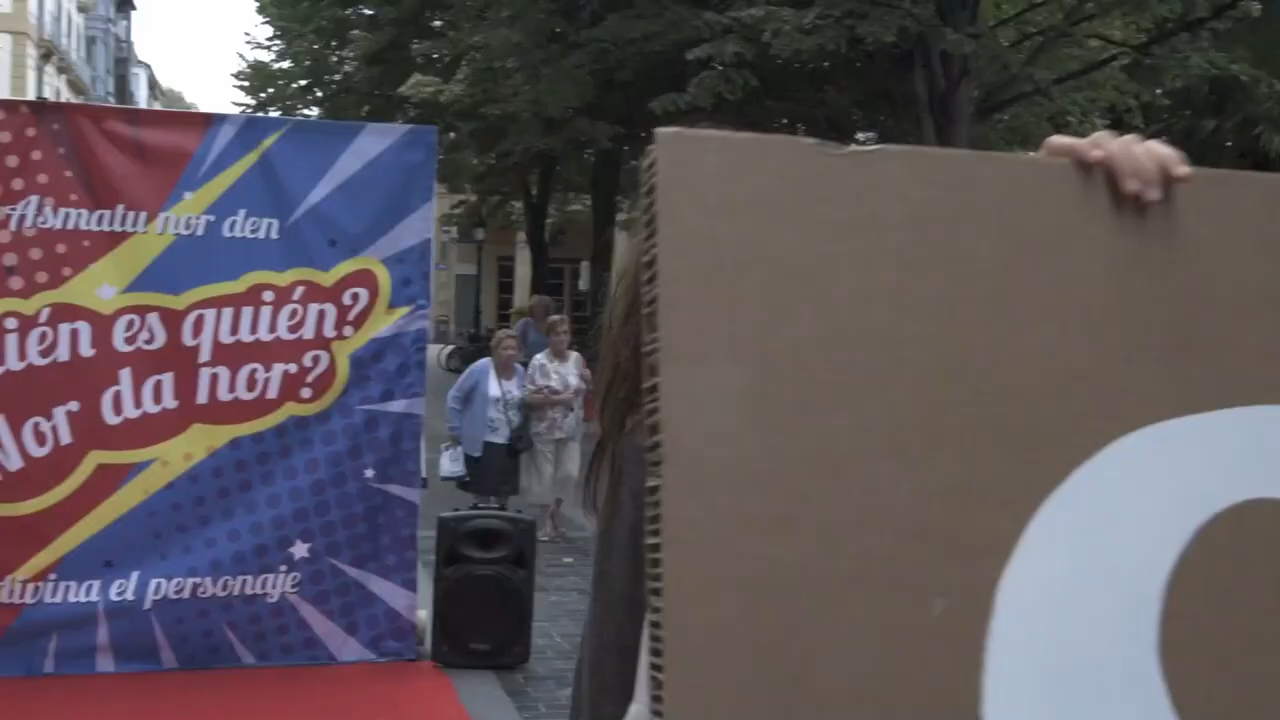 Asmatu nor den
ién es quién?
Nor da nor?
divina el personaje